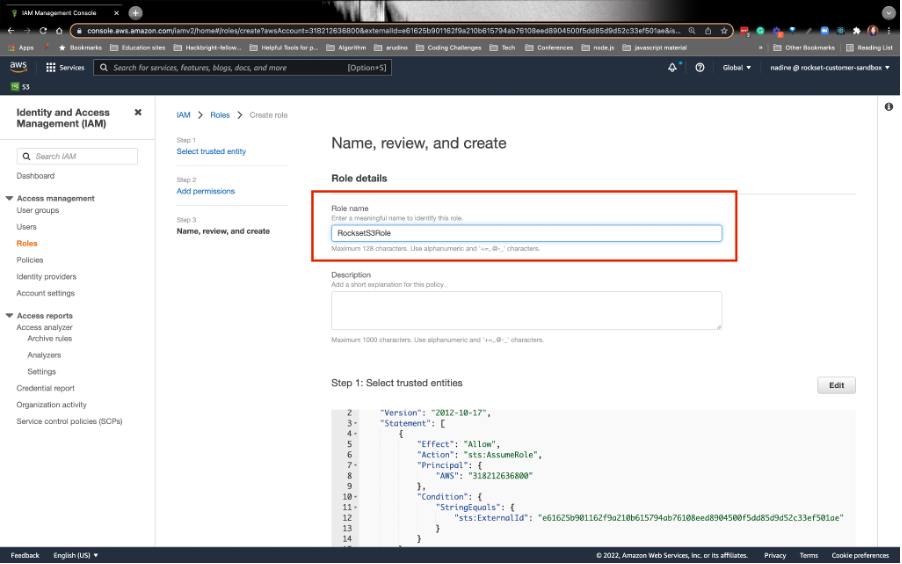 IAM Management Console
console.aws.amazon.com/iamv2/home#/roles/create?awsAccount=318212636800&externalId=e61625b901162f9a210b615794ab76108eed8904500f5dd85d9d52c33ef501ae&is...
Apps Bookmarks Education sites Hackbright-fellow... Helpful Tools for p... Algorithm arudino Coding Challenges Tech Conferences node.js javascript material » Other Bookmarks Reading List
aws Services Search for services, features, blogs, docs, and more [Option+S] Global nadine @ rockset-customer-sandbox
S3
Identity and Access
Management (IAM)
Search IAM
Dashboard
Access management
User groups
Users
Roles
Policies
Identity providers
Account settings
Access reports
Access analyzer
Archive rules
Analyzers
Settings
Credential report
Organization activity
Service control policies (SCPs)
IAM > Roles > Create role
Step 1
Select trusted entity
Step 2
Add permissions
Step 3
Name, review, and create
Name, review, and create
Role details
Role name
Enter a meaningful name to identify this role.
RocksetS3Role
Maximum 128 characters. Use alphanumeric and '+=,.@-_' characters.
Description
Add a short explanation for this policy.
Maximum 1000 characters. Use alphanumeric and '+=,.@-_' characters.
Step 1: Select trusted entities
Edit
2 "Version": "2012-10-17",
3 "Statement": [
4 {
5 "Effect": "Allow",
6 "Action": "sts:AssumeRole",
7 "Principal": {
8 "AWS": "318212636800"
9 },
10 "Condition": {
11 "StringEquals": {
12 "sts:ExternalId": "e61625b901162f9a210b615794ab76108eed8904500f5dd85d9d52c33ef501ae"
13 }
14 }
Feedback English (US) © 2022, Amazon Web Services, Inc. or its affiliates. Privacy Terms Cookie preferences